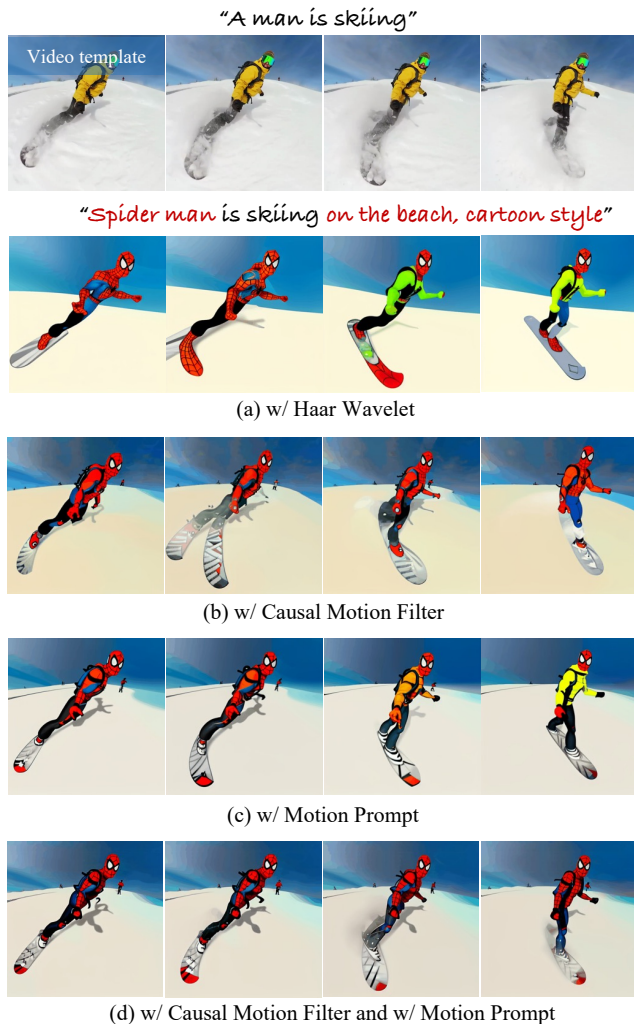 “A man is skiing”
Video template
“Spider man is skiing on the beach, cartoon style”
(a) w/ Haar Wavelet
(b) w/ Causal Motion Filter
(c) w/ Motion Prompt
(d) w/ Causal Motion Filter and w/ Motion Prompt